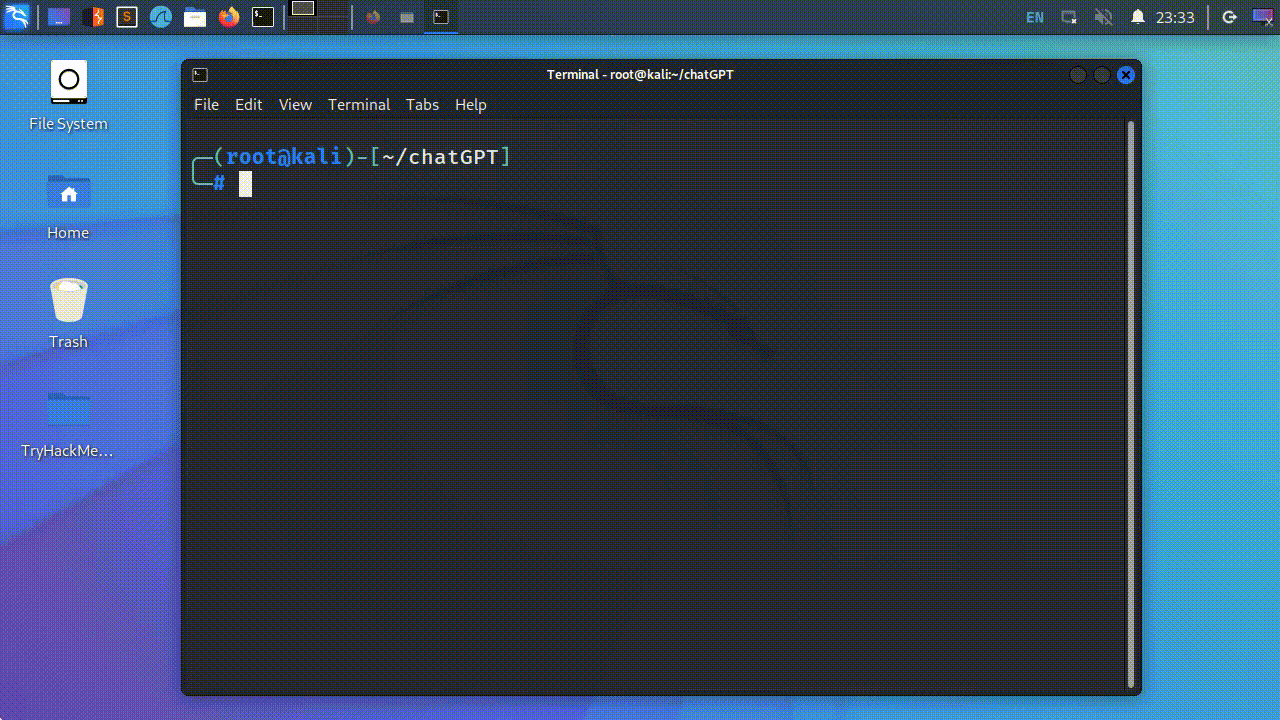 EN
23:33
File System
Home
Trash
TryHackMe...
Terminal - root@kali:~/chatGPT
File Edit View Terminal Tabs Help
(root@kali)-[~/chatGPT]
#